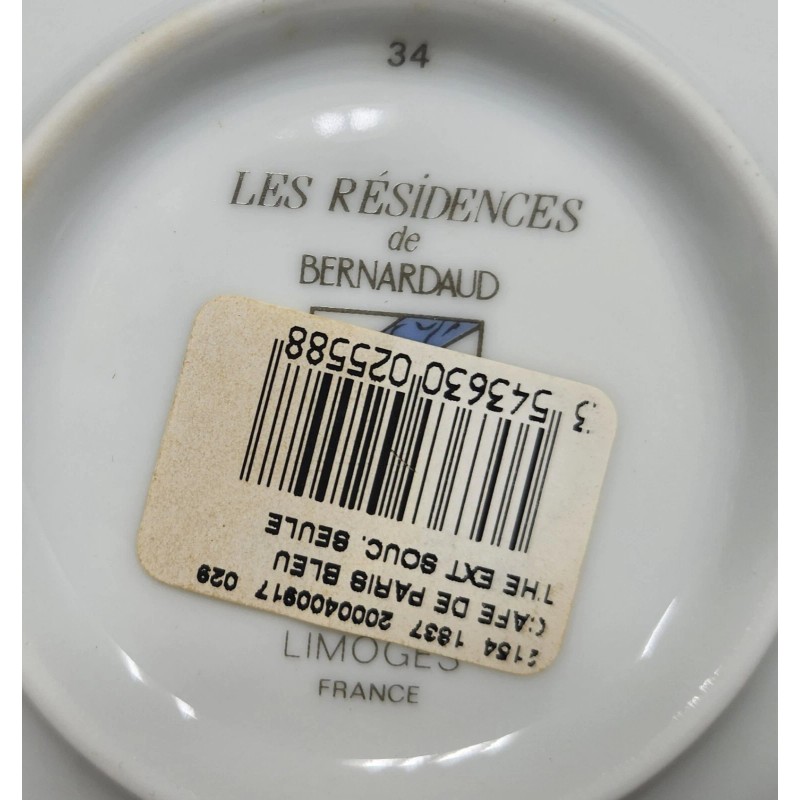 34
LES RÉSIDENCES
de
BERNARDAUD
2154 1837 2000400917 029
CAFE DE PARIS BLEU
THE EXT SOUC. SEULE
3 543630 025588
LIMOGES
FRANCE